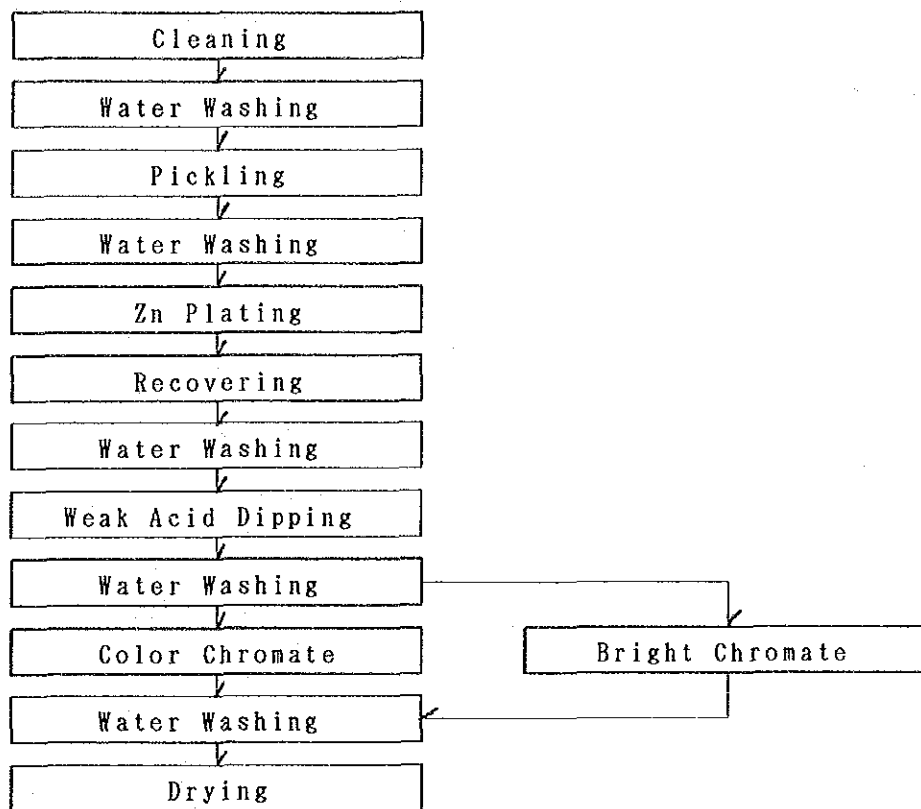 Cleaning
Water Washing
Pickling
Water Washing
Zn Plating
Recovering
Water Washing
Weak Acid Dipping
Water Washing
Color Chromate
Bright Chromate
Water Washing
Drying